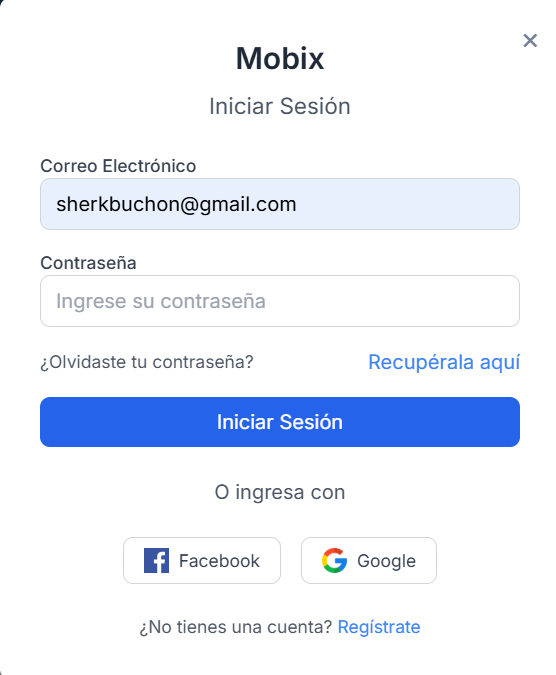 Mobix
Iniciar Sesión
Correo Electrónico
sherkbuchon@gmail.com
Contraseña
Ingrese su contraseña
¿Olvidaste tu contraseña? Recupérala aquí
Iniciar Sesión
O ingresa con
Facebook Google
¿No tienes una cuenta? Regístrate